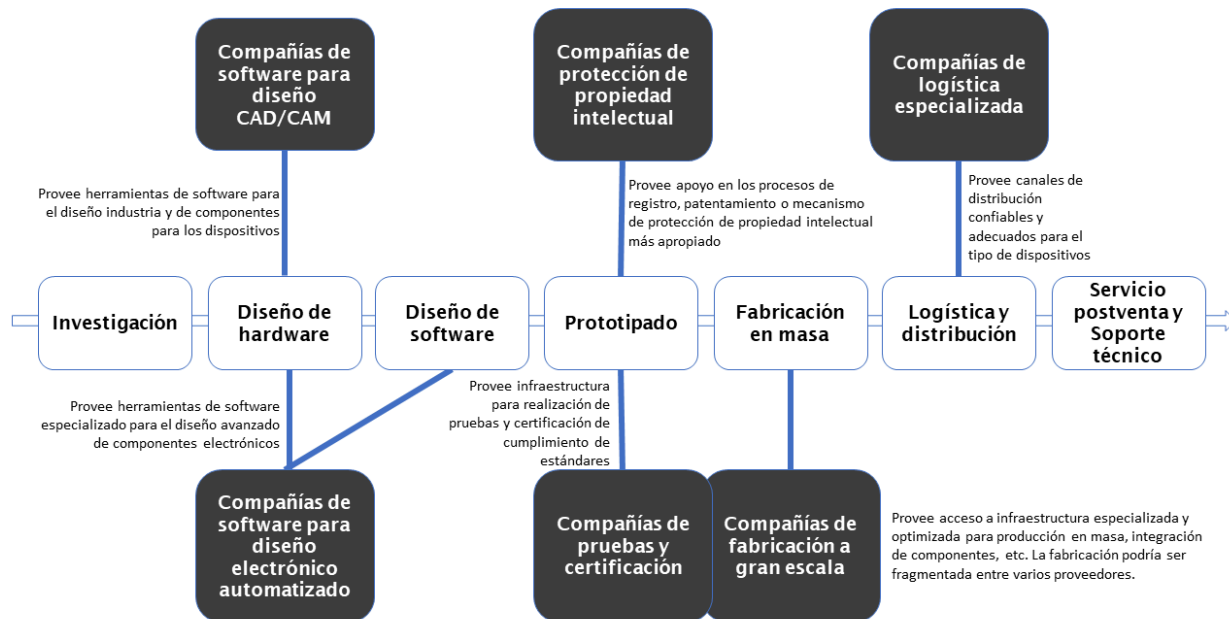 Compañías de
software para
diseño
CAD/CAM
Compañías de
protección de
propiedad
intelectual
Compañías de
logística
especializada
Provee herramientas de software para
el diseño industria y de componentes
para los dispositivos
Provee apoyo en los procesos de
registro, patentamiento o mecanismo
de protección de propiedad intelectual
más apropiado
Provee canales de
distribución
confiables y
adecuados para el
tipo de dispositivos
Investigación
Diseño de
hardware
Diseño de
software
Prototipado
Fabricación
en masa
Logística y
distribución
Servicio
postventa y
Soporte
técnico
Provee herramientas de software
especializado para el diseño avanzado
de componentes electrónicos
Provee infraestructura
para realización de
pruebas y certificación de
cumplimiento de
estándares
Compañías de
software para
diseño
electrónico
automatizado
Compañías de
pruebas y
certificación
Compañías de
fabricación a
gran escala
Provee acceso a infraestructura especializada y
optimizada para producción en masa, integración
de componentes, etc. La fabricación podría ser
fragmentada entre varios proveedores.